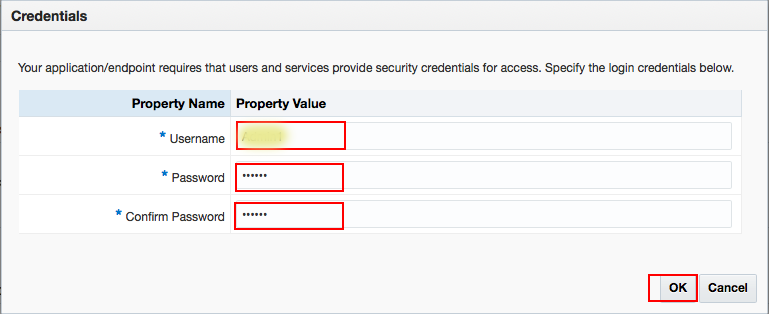 Credentials
Your application/endpoint requires that users and services provide security credentials for access. Specify the login credentials below.
Property Name Property Value
* Username
* Password ••••••
* Confirm Password ••••••
OK Cancel